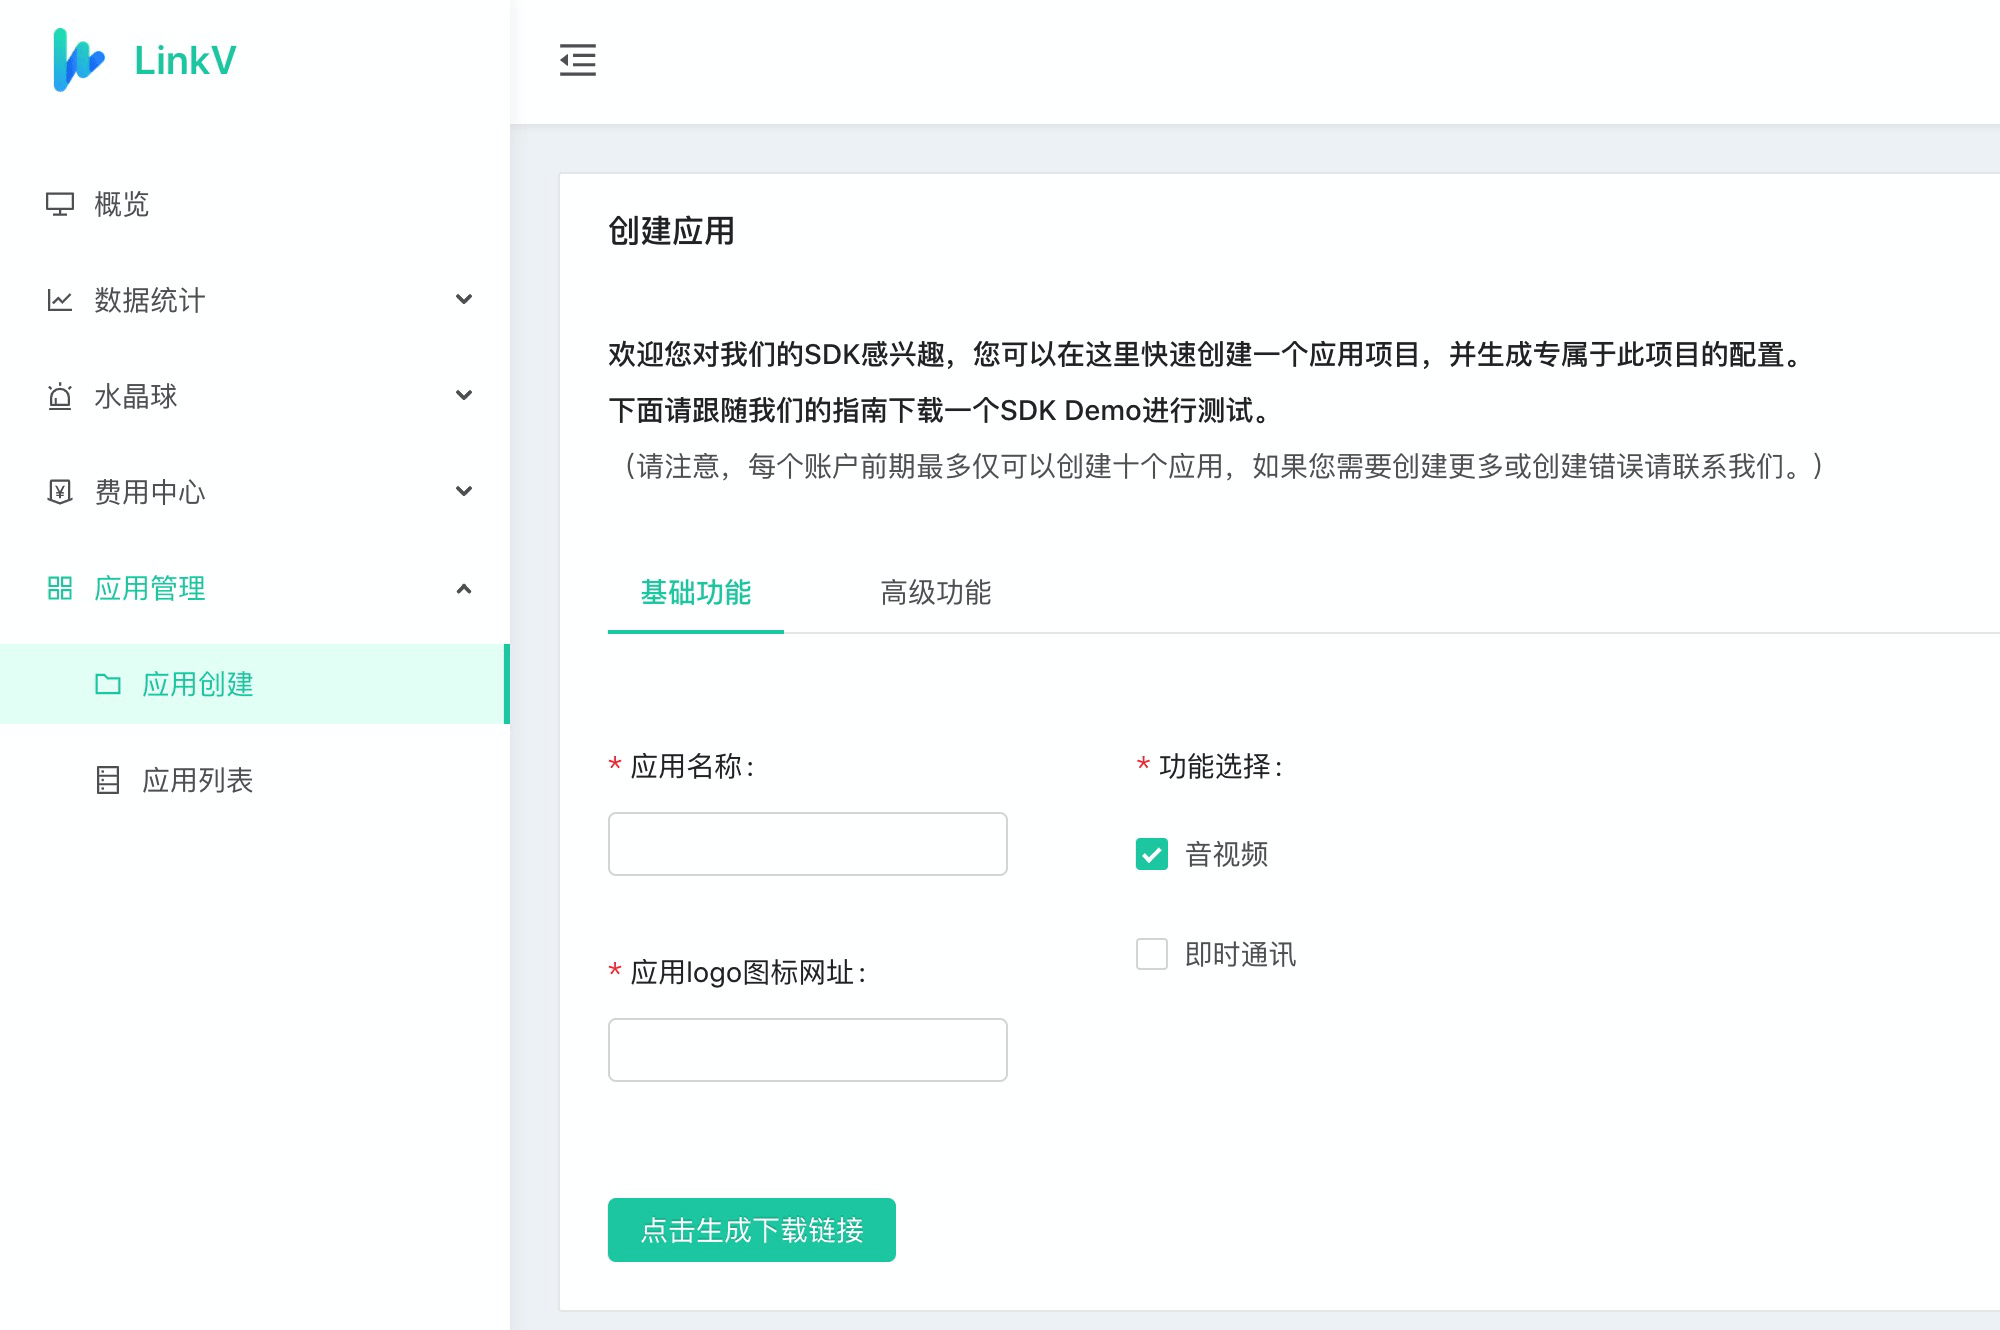 LinkV
概览
数据统计
水晶球
费用中心
应用管理
应用创建
应用列表
创建应用
欢迎您对我们的SDK感兴趣，您可以在这里快速创建一个应用项目，并生成专属于此项目的配置。
下面请跟随我们的指南下载一个SDK Demo进行测试。
（请注意，每个账户前期最多仅可以创建十个应用，如果您需要创建更多或创建错误请联系我们。）
基础功能 高级功能
* 应用名称:
* 功能选择:
音视频
即时通讯
* 应用logo图标网址:
点击生成下载链接